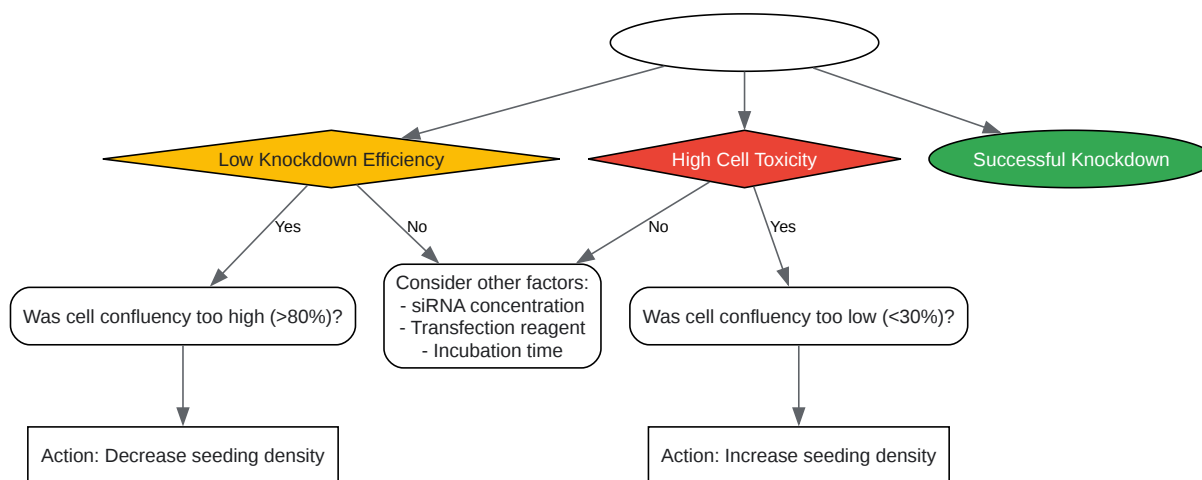 Low Knockdown Efficiency
High Cell Toxicity
Successful Knockdown
Yes
No
No
Yes
Was cell confluency too high (>80%)?
Consider other factors:
- siRNA concentration
- Transfection reagent
- Incubation time
Was cell confluency too low (<30%)?
Action: Decrease seeding density
Action: Increase seeding density